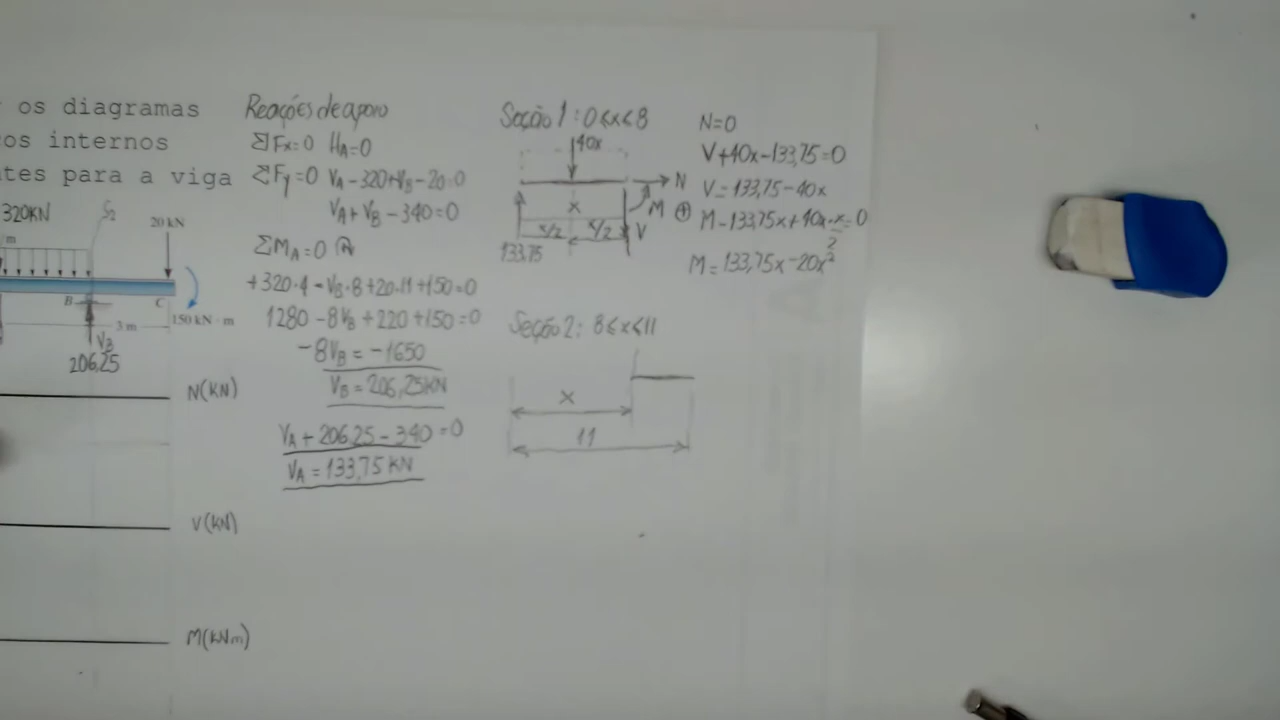 os diagramas
os internos
tes para a viga
320KN
S2
20 kN
m
B
C
3 m
150 kN · m
VB
206,25
N(KN)
V(KN)
M(KNm)
Reações de apoio
ΣFx=0 HA=0
ΣFy=0 VA-320+VB-20=0
VA+VB-340=0
ΣMA=0
+320·4-VB·8+20·11+150=0
1280-8VB+220+150=0
-8VB=-1650
VB=206,25KN
VA+206,25-340=0
VA=133,75 KN
Seção 1: 0≤x≤8
40x
N
x
M
x/2
x/2
V
133,75
N=0
V+40x-133,75=0
V=133,75-40x
M-133,75x+40x·x/2=0
M=133,75x-20x²
Seção 2: 8≤x≤11
x
11